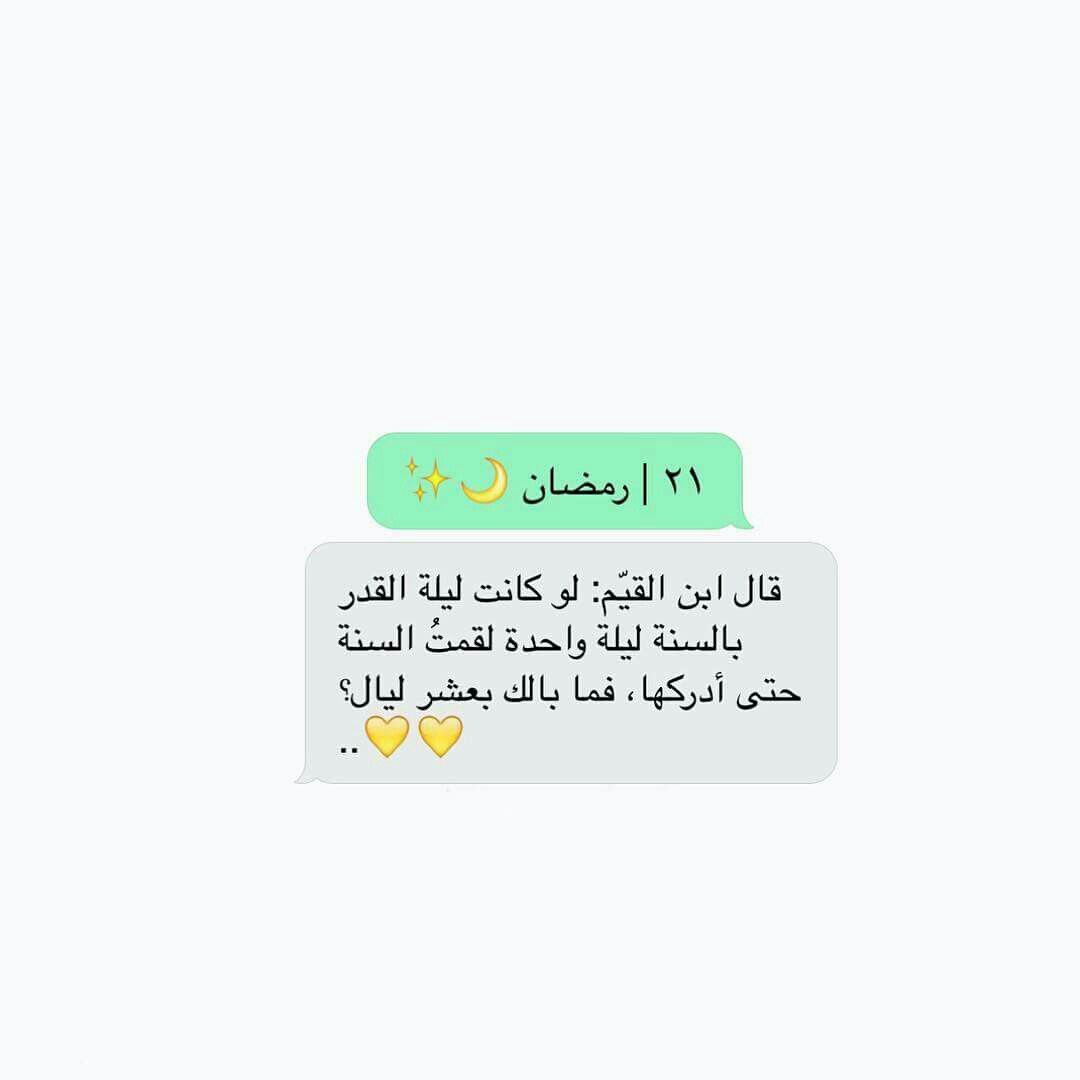 ٢١ | رمضان 🌙✨
قال ابن القيّم: لو كانت ليلة القدر
بالسنة ليلة واحدة لقمتُ السنة
حتى أدركها، فما بالك بعشر ليال؟
💛💛..